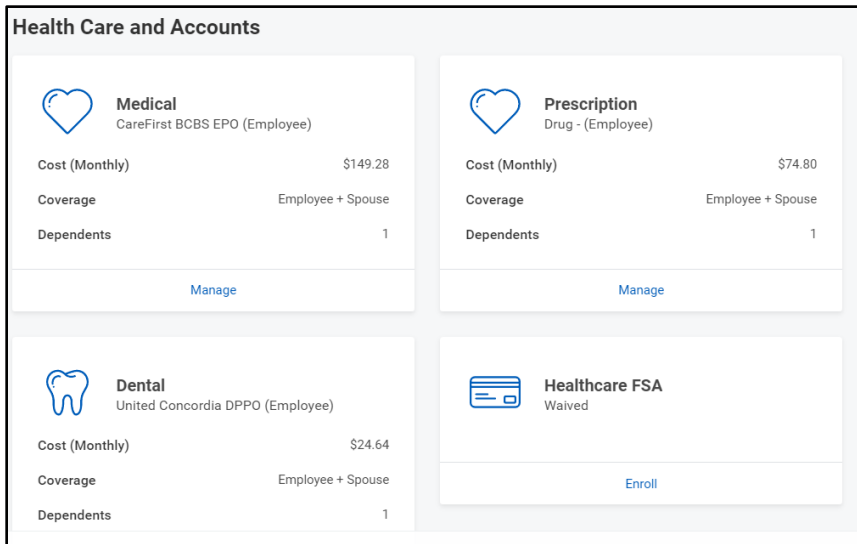 Health Care and Accounts
Medical
CareFirst BCBS EPO (Employee)
Cost (Monthly) $149.28
Coverage Employee + Spouse
Dependents 1
Manage
Prescription
Drug - (Employee)
Cost (Monthly) $74.80
Coverage Employee + Spouse
Dependents 1
Manage
Dental
United Concordia DPPO (Employee)
Cost (Monthly) $24.64
Coverage Employee + Spouse
Dependents 1
Healthcare FSA
Waived
Enroll